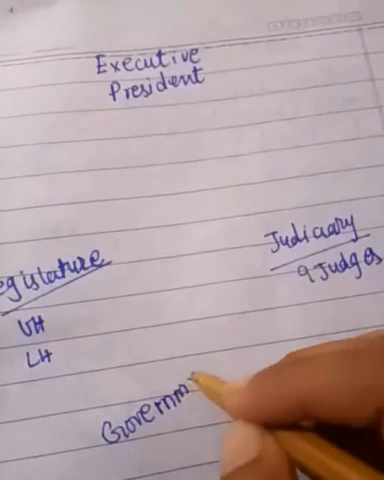 Executive
President
Judiciary
9 Judges
egislature
UH
LH
Governm